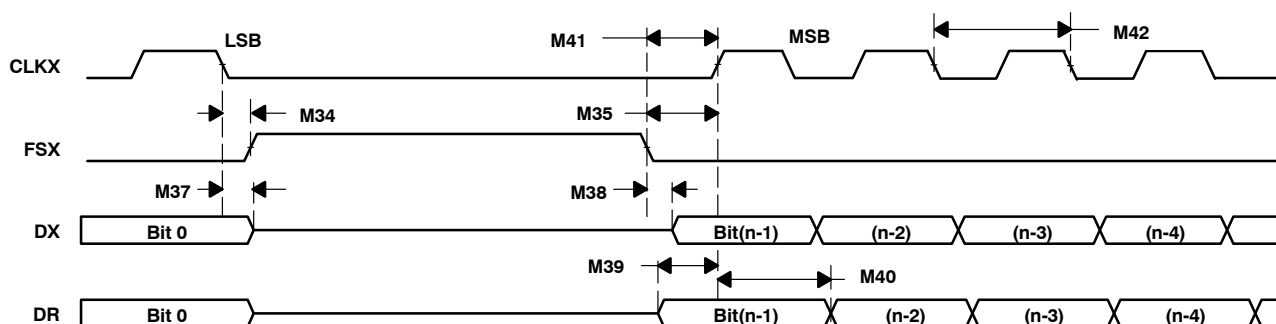 LSB
M41
MSB
M42
CLKX
M34
M35
FSX
M37
M38
DX
Bit 0
Bit(n-1)
(n-2)
(n-3)
(n-4)
M39
M40
DR
Bit 0
Bit(n-1)
(n-2)
(n-3)
(n-4)